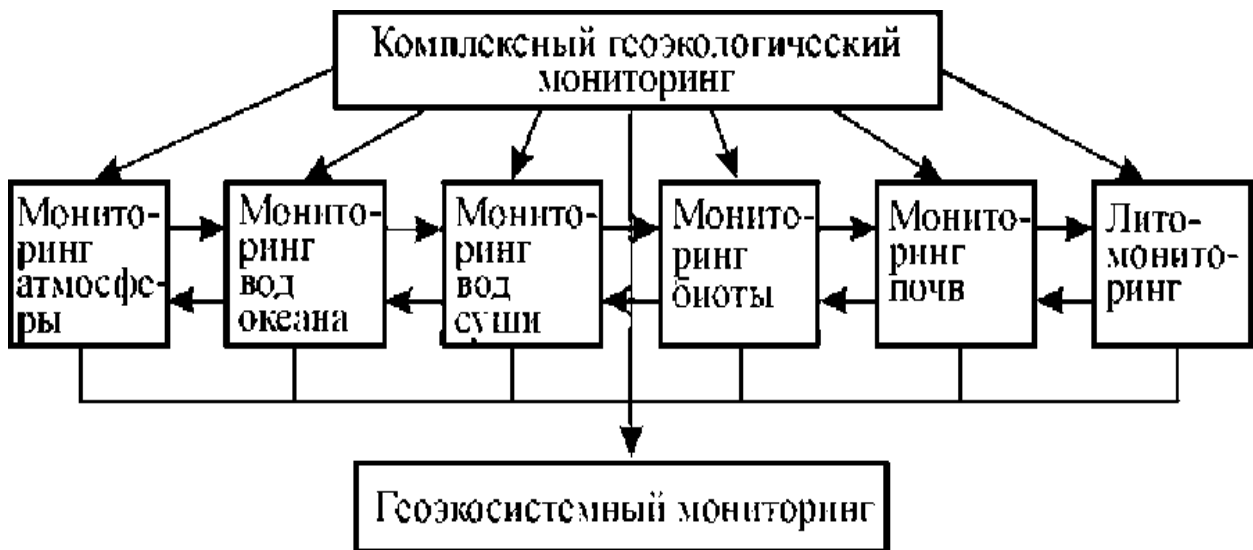 Комплексный геоэкологический
мониторинг
Монито-
ринг
атмосфе-
ры
Монито-
ринг
вод
океана
Монито-
ринг
вод
суши
Монито-
ринг
биоты
Монито-
ринг
почв
Лито-
монито-
ринг
Геоэкосистемный мониторинг